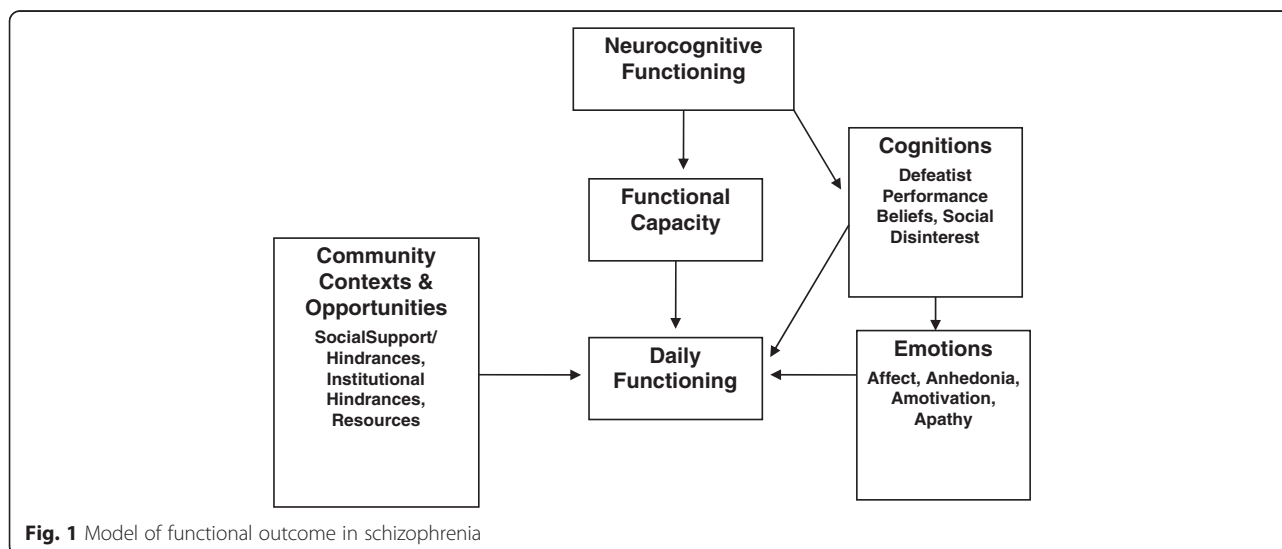 Neurocognitive
Functioning
Cognitions
Defeatist
Performance
Beliefs, Social
Disinterest
Functional
Capacity
Community
Contexts &
Opportunities
SocialSupport/
Hindrances,
Institutional
Hindrances,
Resources
Daily
Functioning
Emotions
Affect, Anhedonia,
Amotivation,
Apathy
Fig. 1 Model of functional outcome in schizophrenia